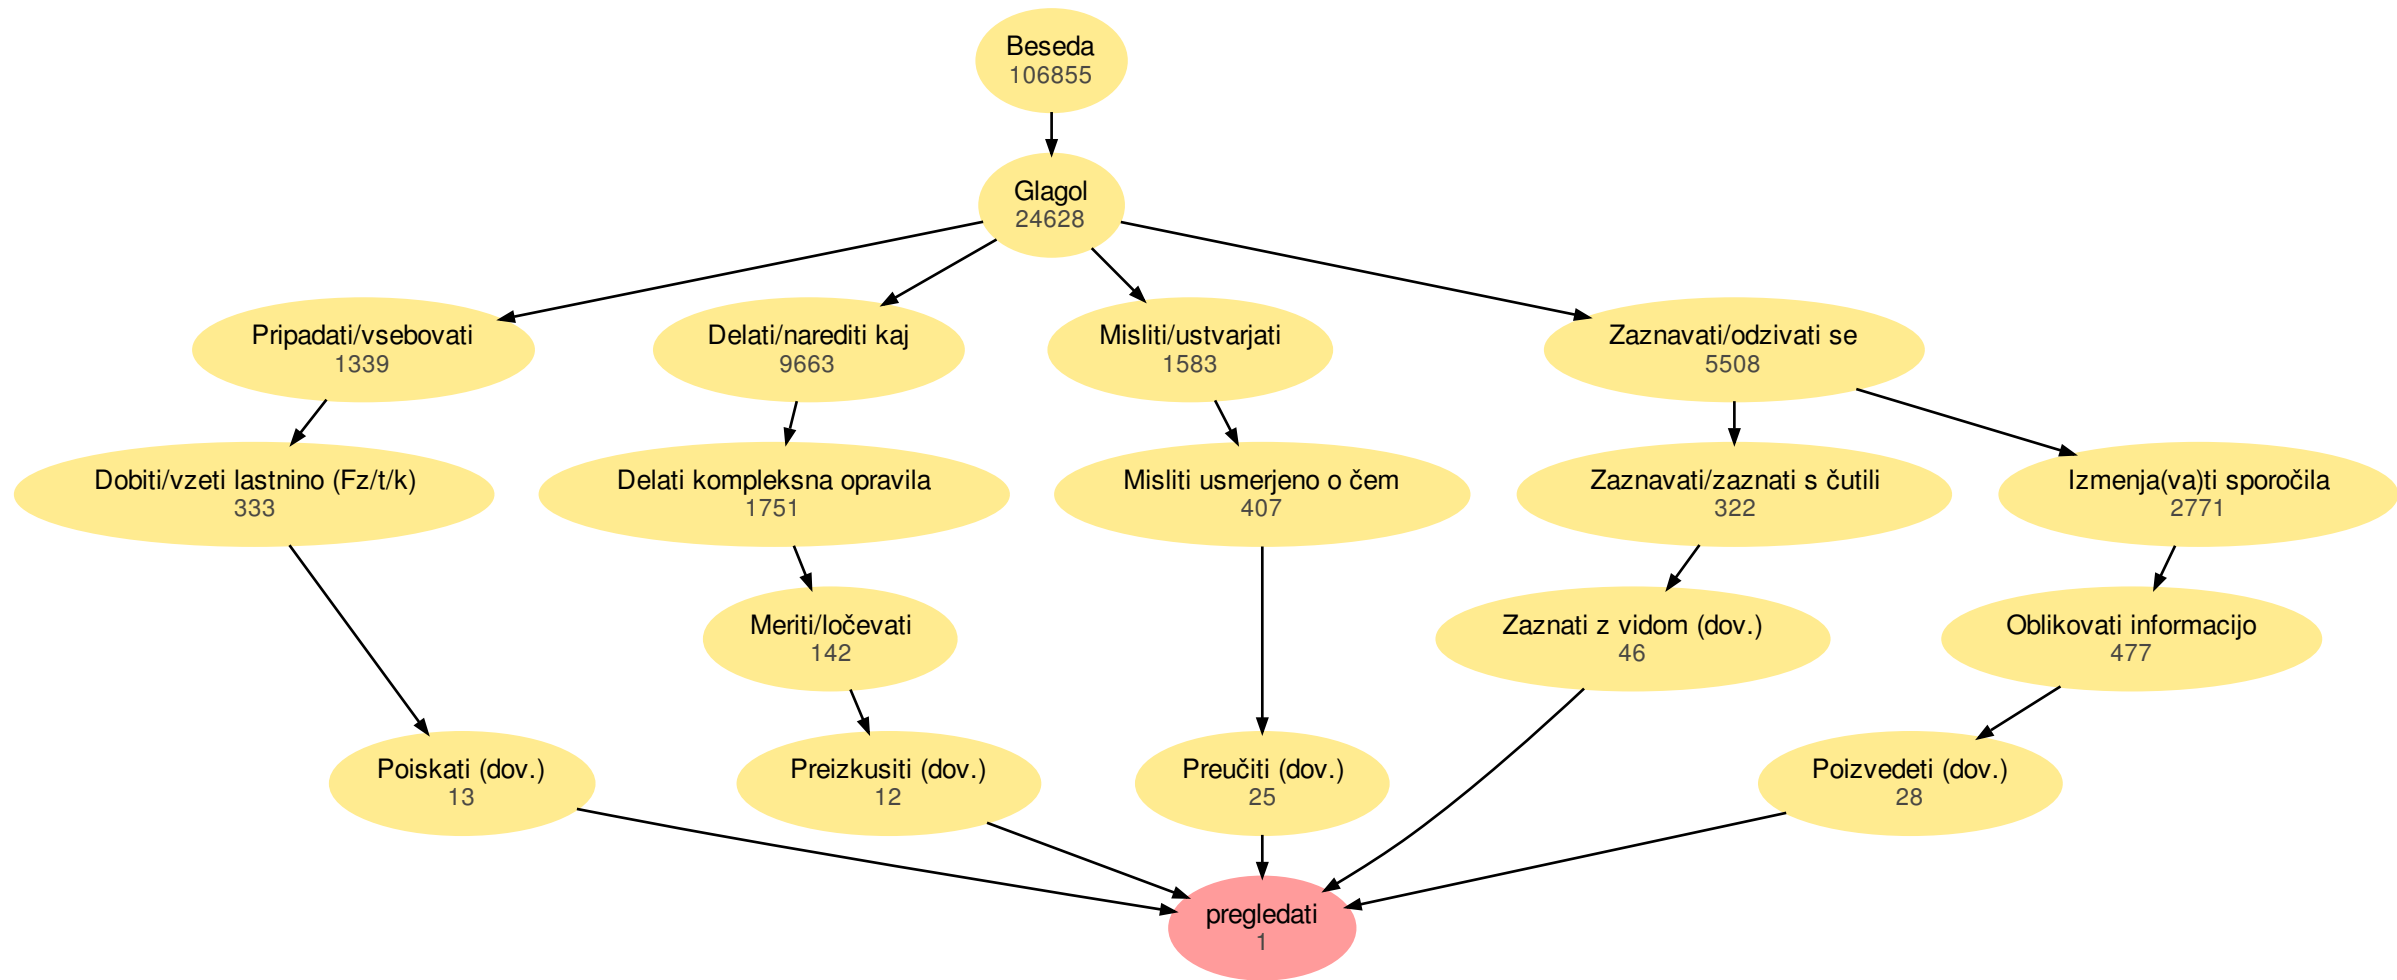 Beseda
106855
Glagol
24628
Pripadati/vsebovati
1339
Delati/narediti kaj
9663
Misliti/ustvarjati
1583
Zaznavati/odzivati se
5508
Dobiti/vzeti lastnino (Fz/t/k)
333
Delati kompleksna opravila
1751
Misliti usmerjeno o čem
407
Zaznavati/zaznati s čutili
322
Izmenja(va)ti sporočila
2771
Meriti/ločevati
142
Zaznati z vidom (dov.)
46
Oblikovati informacijo
477
Poiskati (dov.)
13
Preizkusiti (dov.)
12
Preučiti (dov.)
25
Poizvedeti (dov.)
28
pregledati
1